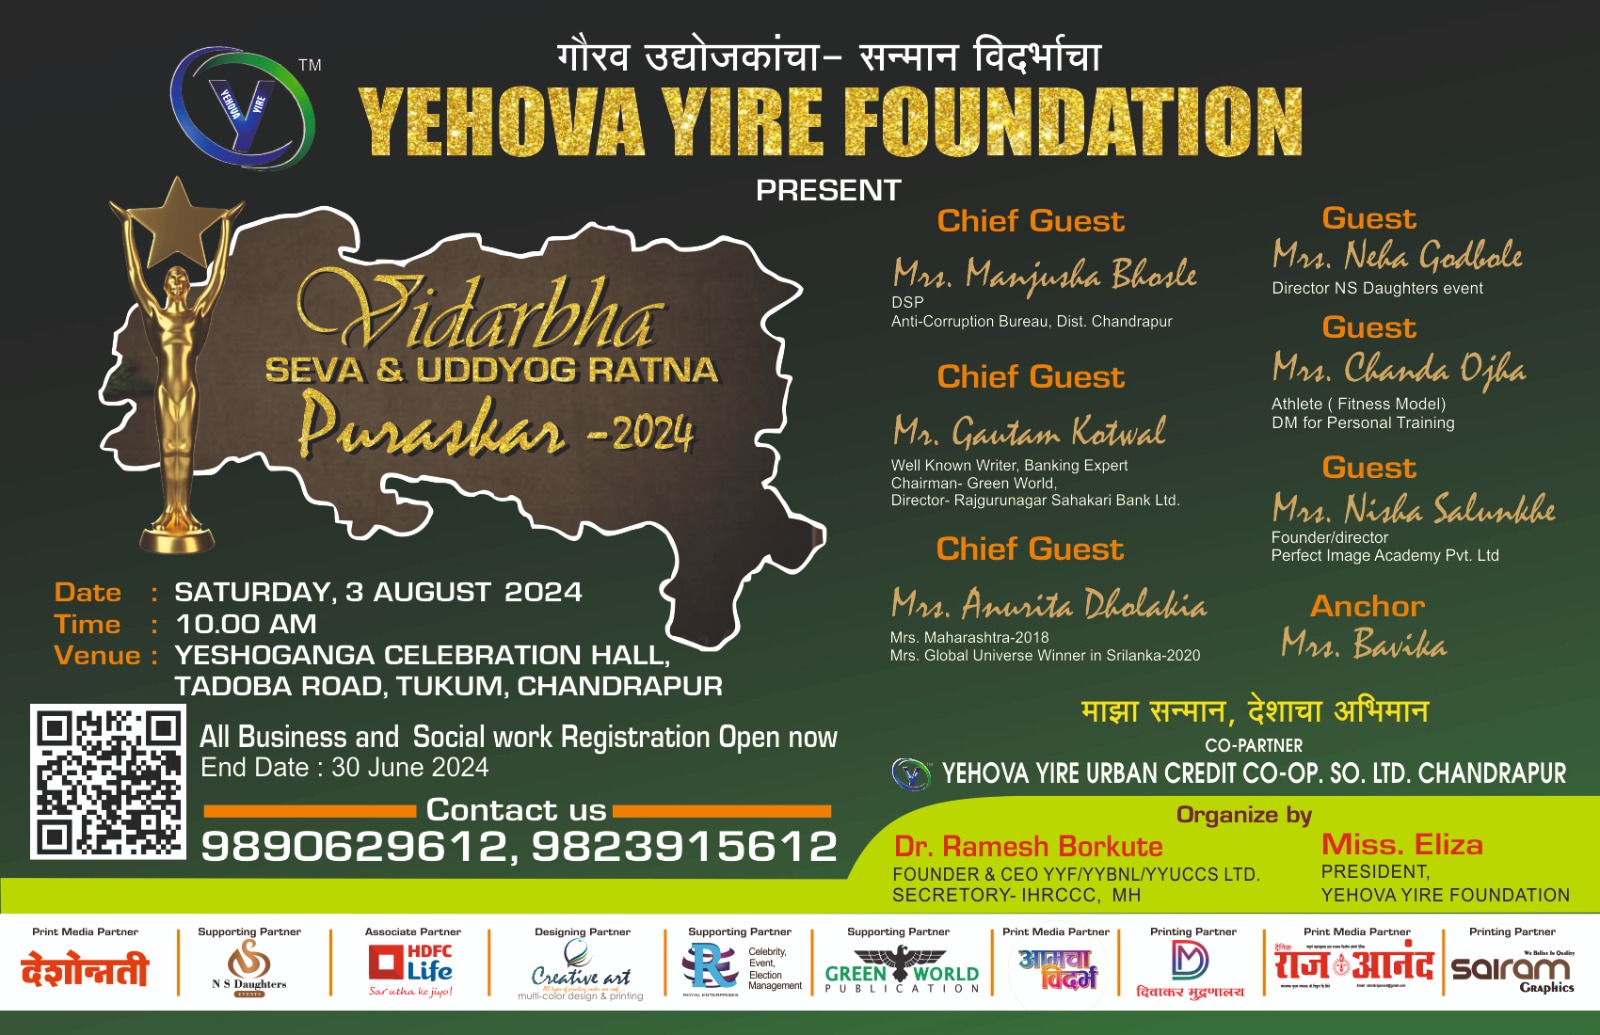 गौरव उद्योजकांचा– सन्मान विदर्भाचा
YEHOVA YIRE
TM
YEHOVA YIRE FOUNDATION
PRESENT
Vidarbha
SEVA & UDDYOG RATNA
Puraskar -2024
Date : SATURDAY, 3 AUGUST 2024
Time : 10.00 AM
Venue : YESHOGANGA CELEBRATION HALL,
TADOBA ROAD, TUKUM, CHANDRAPUR
All Business and Social work Registration Open now
End Date : 30 June 2024
Contact us
9890629612, 9823915612
Chief Guest
Mrs. Manjusha Bhosle
DSP
Anti-Corruption Bureau, Dist. Chandrapur
Chief Guest
Mr. Gautam Kotwal
Well Known Writer, Banking Expert
Chairman- Green World,
Director- Rajgurunagar Sahakari Bank Ltd.
Chief Guest
Mrs. Anurita Dholakia
Mrs. Maharashtra-2018
Mrs. Global Universe Winner in Srilanka-2020
Guest
Mrs. Neha Godbole
Director NS Daughters event
Guest
Mrs. Chanda Ojha
Athlete ( Fitness Model)
DM for Personal Training
Guest
Mrs. Nisha Salunkhe
Founder/director
Perfect Image Academy Pvt. Ltd
Anchor
Mrs. Bavika
माझा सन्मान, देशाचा अभिमान
CO-PARTNER
YEHOVA YIRE URBAN CREDIT CO-OP. SO. LTD. CHANDRAPUR
Organize by
Dr. Ramesh Borkute
FOUNDER & CEO YYF/YYBNL/YYUCCS LTD.
SECRETORY- IHRCCC, MH
Miss. Eliza
PRESIDENT,
YEHOVA YIRE FOUNDATION
Print Media Partner
देशोन्नती
Supporting Partner
N S Daughters
EVENTS
Associate Partner
HDFC
Life
Sar utha ke jiyo!
Designing Partner
Creative art
multi-color design & printing
Supporting Partner
ROYAL ENTERPRISES
Celebrity,
Event,
Election
Management
Supporting Partner
GREEN WORLD
PUBLICATION
Print Media Partner
आमचा
विदर्भ
Printing Partner
दिवाकर मुद्रणालय
Print Media Partner
दैनिक
राज आनंद
Printing Partner
We Belive In Quality
sairam
GRAPHICS